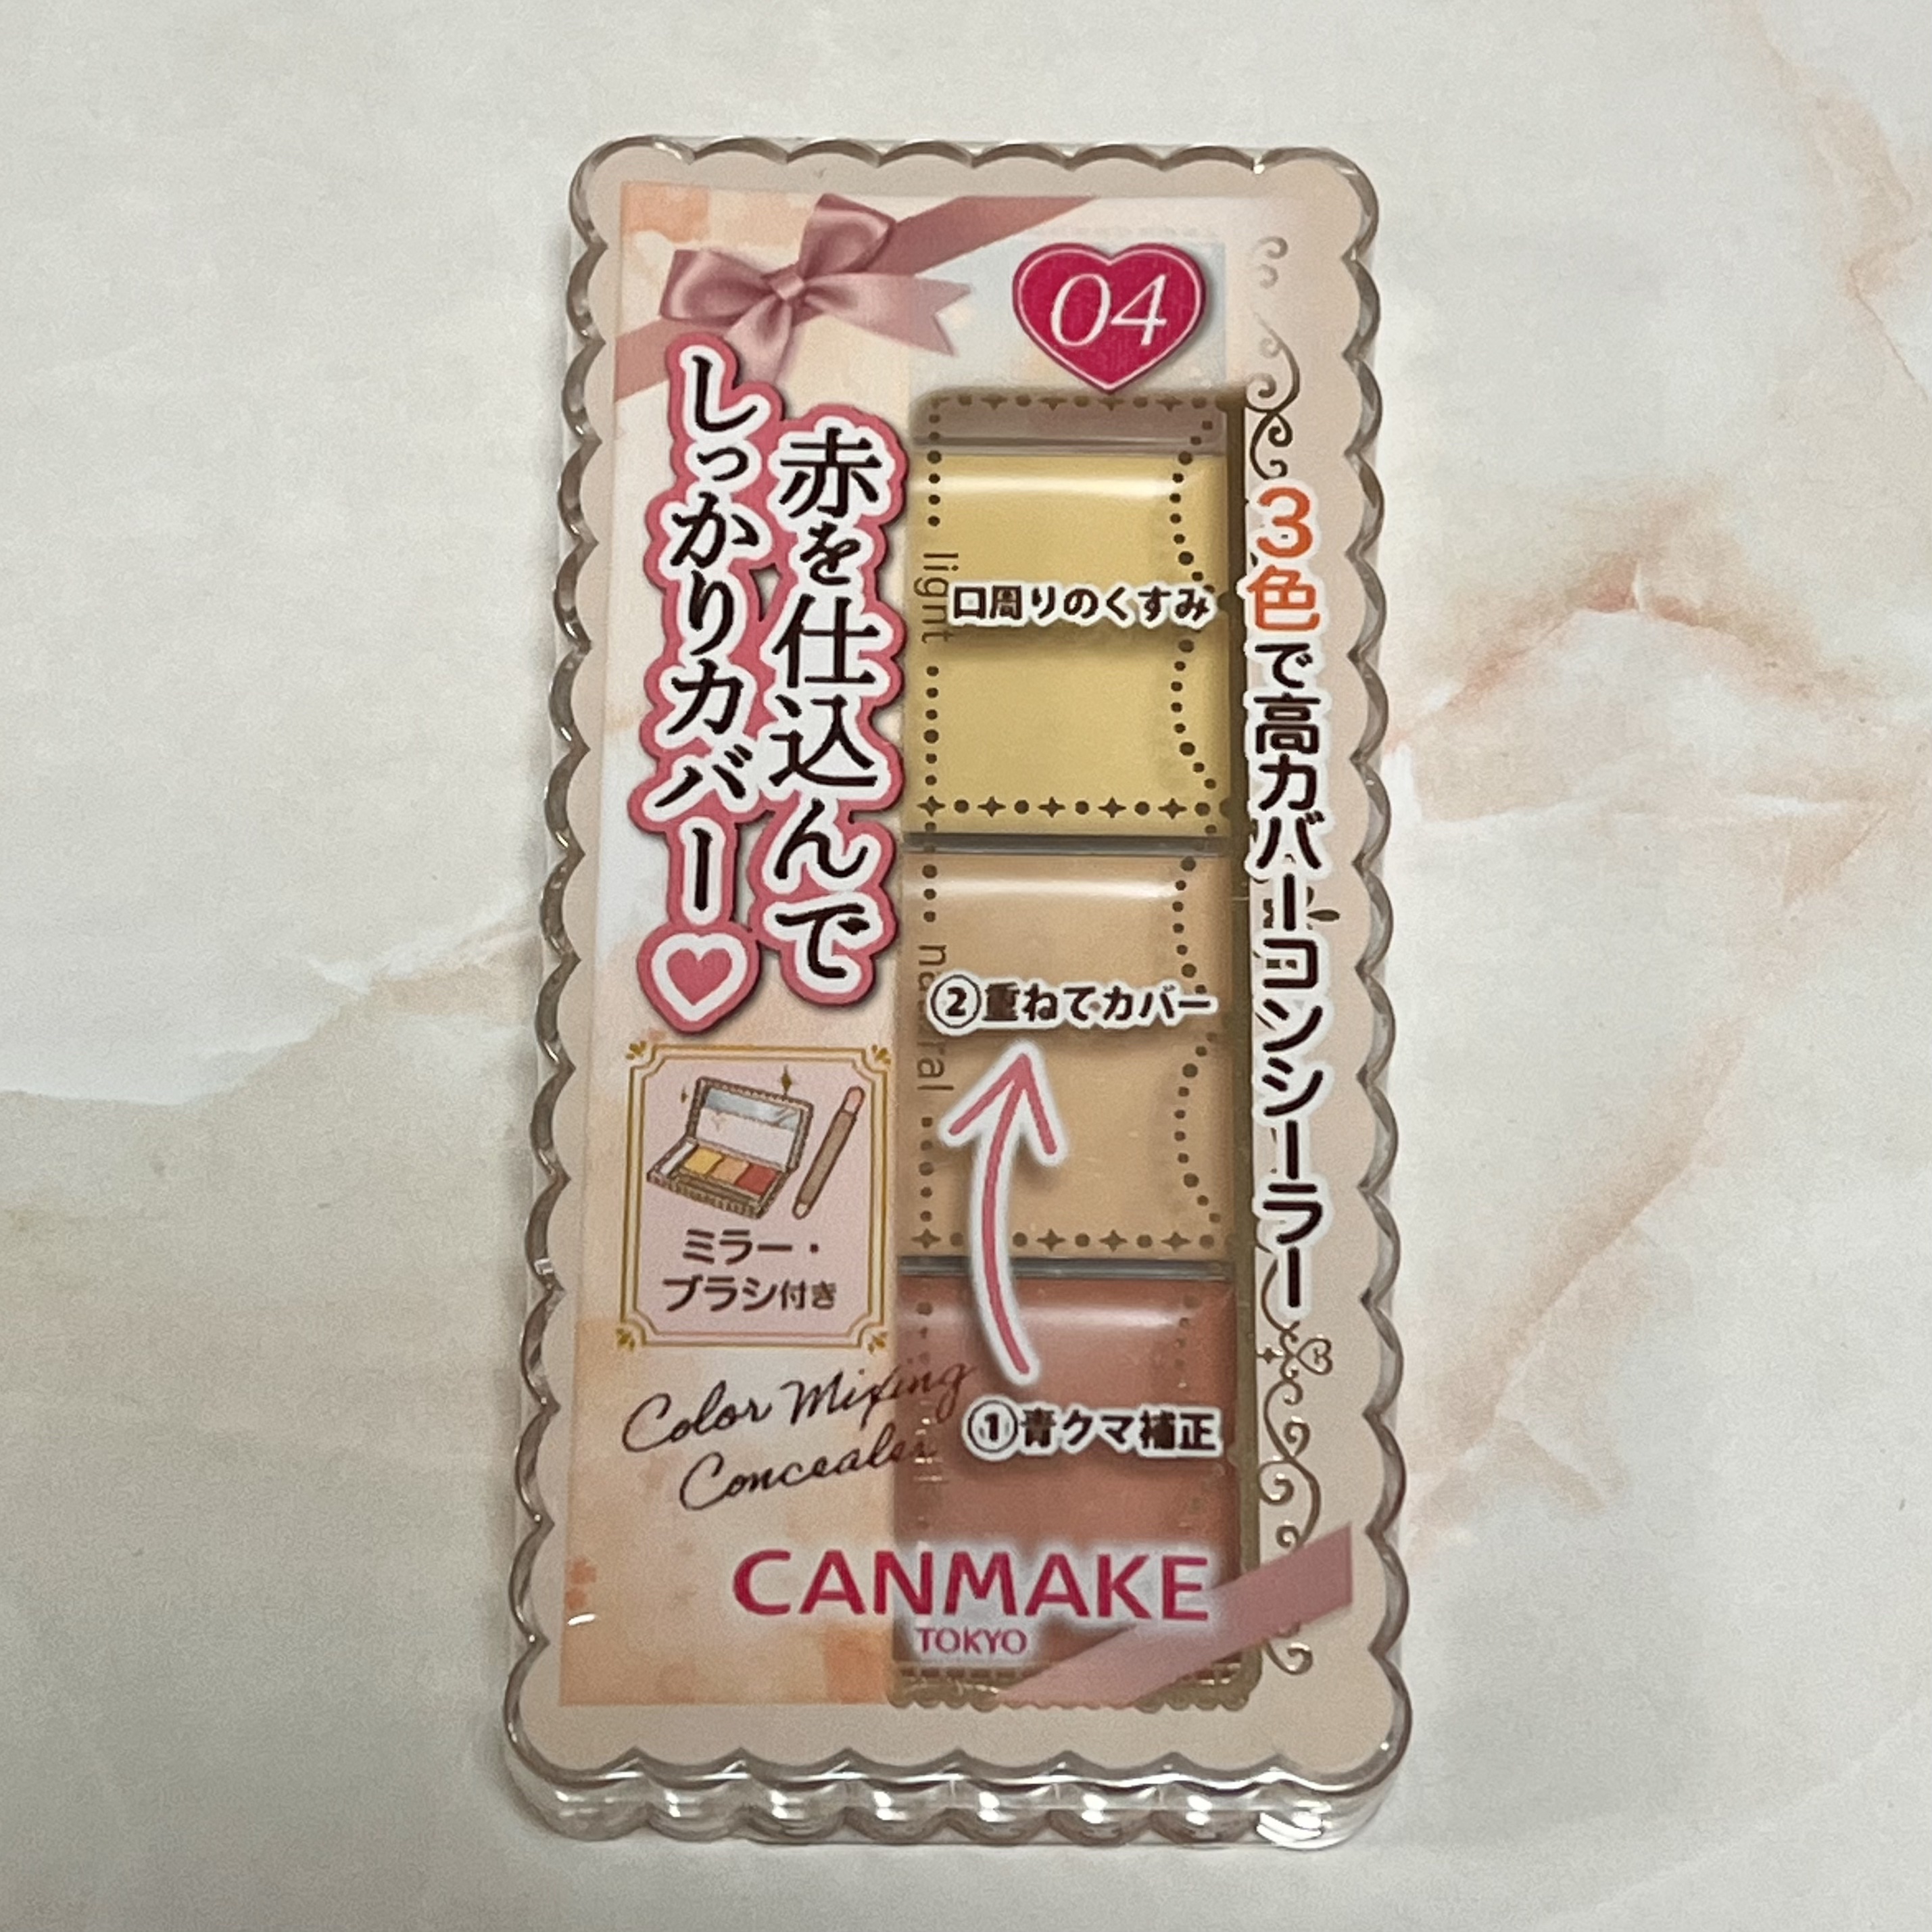 04
赤を仕込んで
しっかりカバー
3色で高カバーコンシーラー
light
口周りのくすみ
natural
②重ねてカバー
①青クマ補正
ミラー・
ブラシ付き
Color Mixing
Concealer
CANMAKE
TOKYO